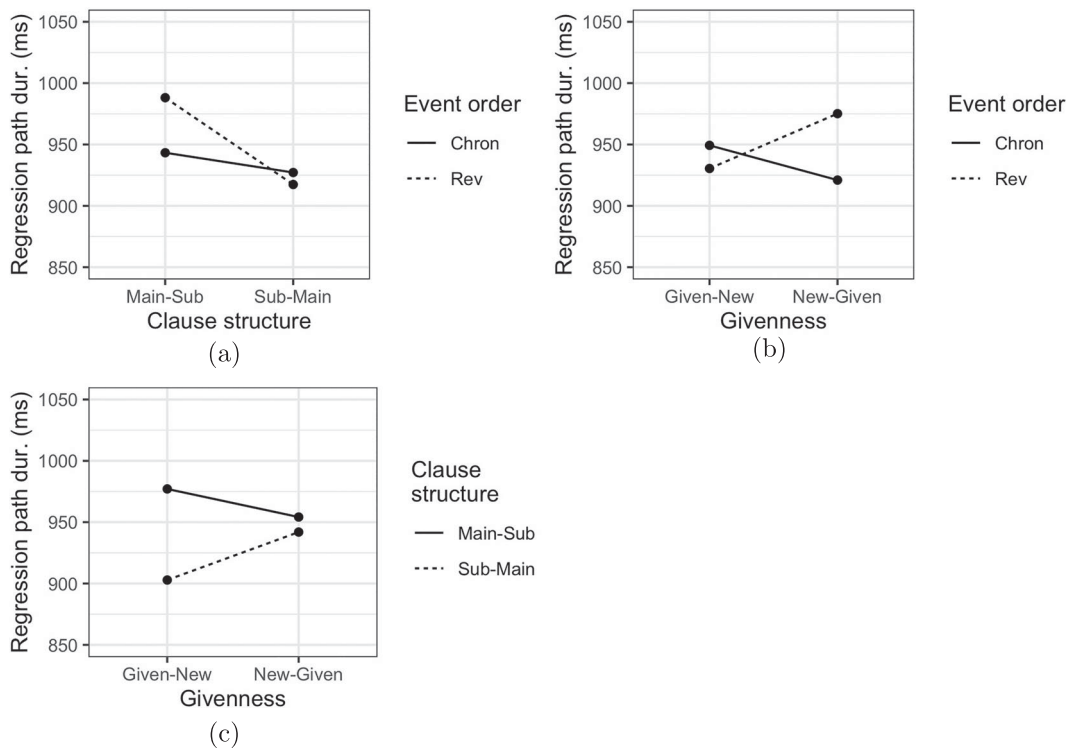 Regression path dur. (ms)
1050
1000
950
900
850
Main-Sub Sub-Main
Clause structure
(a)
Event order
Chron
Rev
Regression path dur. (ms)
1050
1000
950
900
850
Given-New New-Given
Givenness
(b)
Event order
Chron
Rev
Regression path dur. (ms)
1050
1000
950
900
850
Given-New New-Given
Givenness
(c)
Clause
structure
Main-Sub
Sub-Main